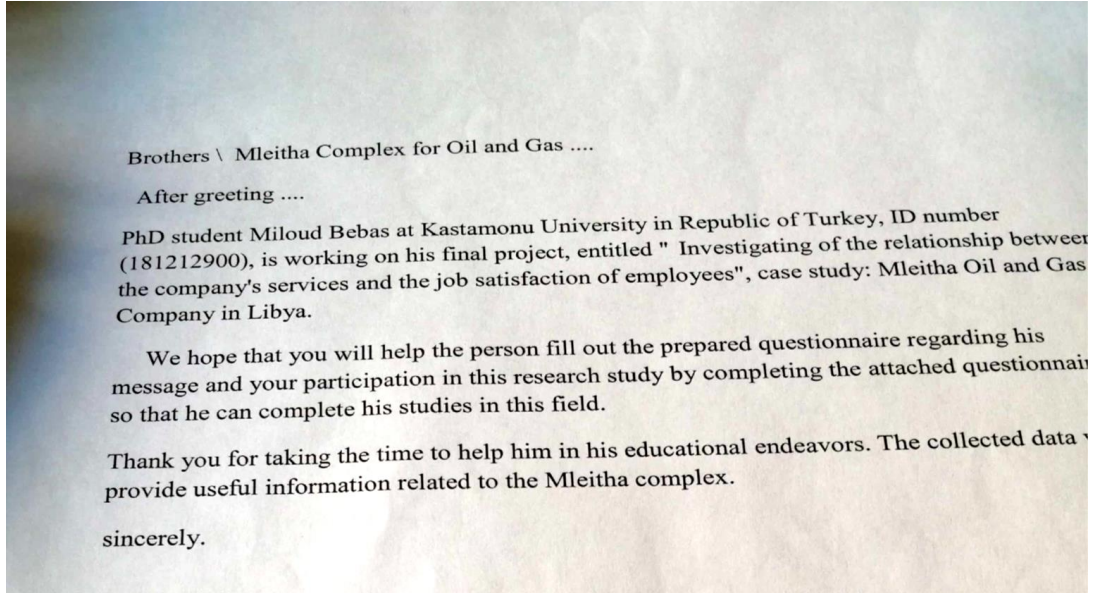 Brothers \ Mleitha Complex for Oil and Gas ....
After greeting ....
PhD student Miloud Bebas at Kastamonu University in Republic of Turkey, ID number
(181212900), is working on his final project, entitled " Investigating of the relationship between
the company's services and the job satisfaction of employees", case study: Mleitha Oil and Gas
Company in Libya.
We hope that you will help the person fill out the prepared questionnaire regarding his
message and your participation in this research study by completing the attached
so that he can complete his studies in this field.
Thank you for taking the time to help him in his educational endeavors. The collected data
provide useful information related to the Mleitha complex.
sincerely.